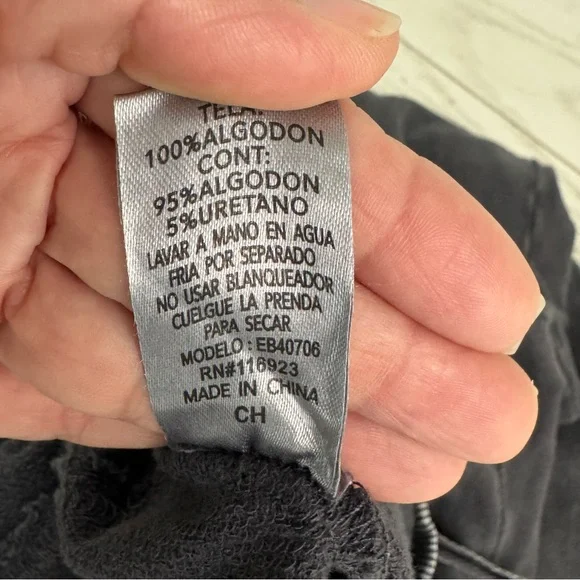 TELA:
100%ALGODON
CONT:
95%ALGODON
5%URETANO
LAVAR A MANO EN AGUA
FRIA POR SEPARADO
NO USAR BLANQUEADOR
CUELGUE LA PRENDA
PARA SECAR
MODELO : EB40706
RN#116923
MADE IN CHINA
CH